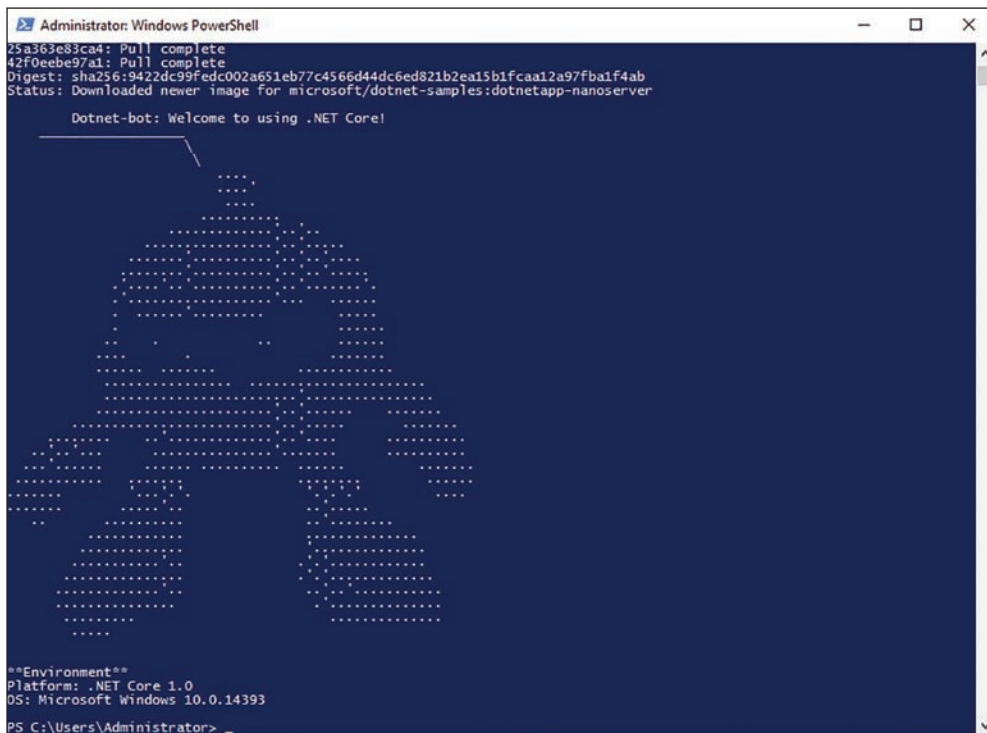 Administrator: Windows PowerShell
25a363e83ca4: Pull complete
42f0eebe97a1: Pull complete
Digest: sha256:9422dc99fedc002a651eb77c4566d44dc6ed821b2ea15b1fcaa12a97fba1f4ab
Status: Downloaded newer image for microsoft/dotnet-samples:dotnetapp-nanoserver
Dotnet-bot: Welcome to using .NET Core!
**Environment**
Platform: .NET Core 1.0
OS: Microsoft Windows 10.0.14393
PS C:\Users\Administrator> _